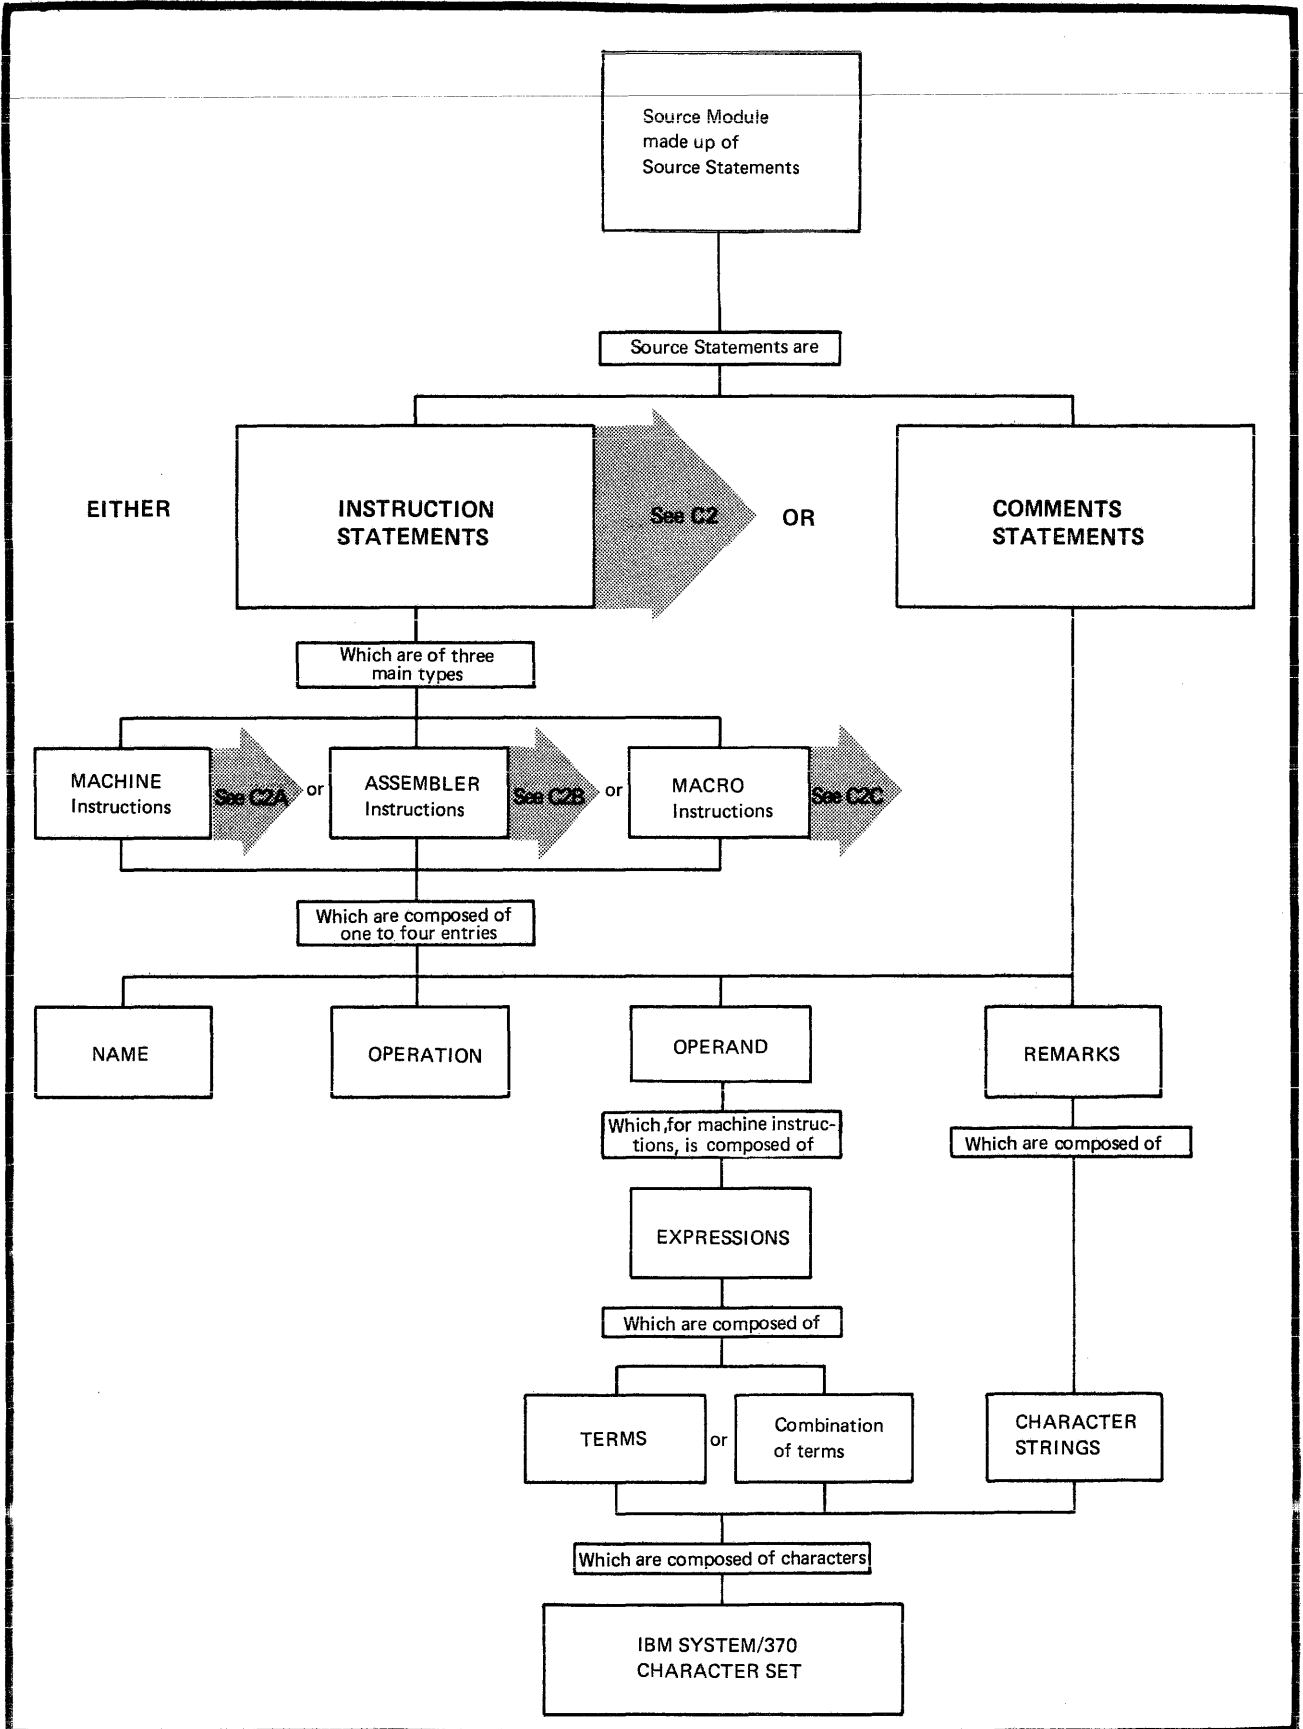 Source Module
made up of
Source Statements
Source Statements are
EITHER
INSTRUCTION
STATEMENTS
See C2
OR
COMMENTS
STATEMENTS
Which are of three
main types
MACHINE
Instructions
See C2A
or
ASSEMBLER
Instructions
See C2B
or
MACRO
Instructions
See C2C
Which are composed of
one to four entries
NAME
OPERATION
OPERAND
REMARKS
Which ,for machine instruc-
tions, is composed of
Which are composed of
EXPRESSIONS
Which are composed of
TERMS
or
Combination
of terms
CHARACTER
STRINGS
Which are composed of characters
IBM SYSTEM/370
CHARACTER SET